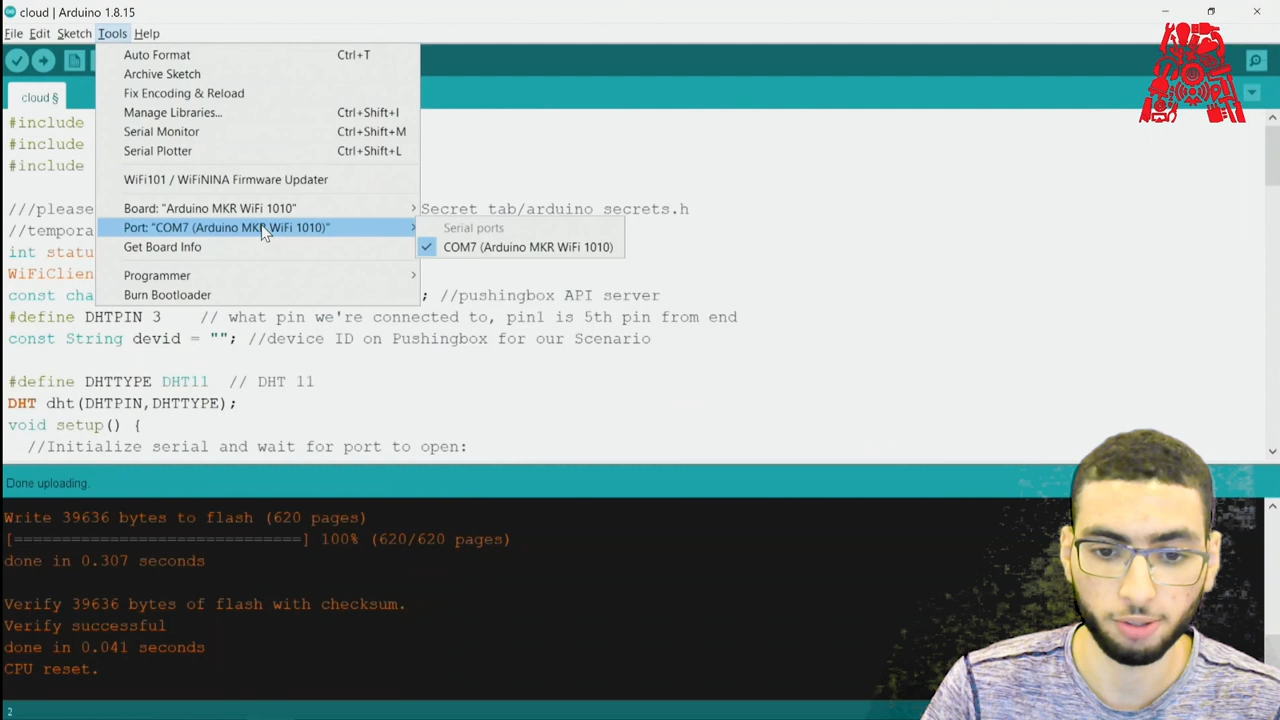 cloud | Arduino 1.8.15
File Edit Sketch Tools Help
Auto Format Ctrl+T
Archive Sketch
Fix Encoding & Reload
Manage Libraries... Ctrl+Shift+I
Serial Monitor Ctrl+Shift+M
Serial Plotter Ctrl+Shift+L
WiFi101 / WiFiNINA Firmware Updater
Board: "Arduino MKR WiFi 1010"
Port: "COM7 (Arduino MKR WiFi 1010)"
Get Board Info
Programmer
Burn Bootloader
Serial ports
COM7 (Arduino MKR WiFi 1010)
cloud §
#include
#include
#include
///please Secret tab/arduino_secrets.h
//tempora
int statu
WiFiClien
const cha ; //pushingbox API server
#define DHTPIN 3 // what pin we're connected to, pin1 is 5th pin from end
const String devid = ""; //device ID on Pushingbox for our Scenario
#define DHTTYPE DHT11 // DHT 11
DHT dht(DHTPIN,DHTTYPE);
void setup() {
//Initialize serial and wait for port to open:
Done uploading.
Write 39636 bytes to flash (620 pages)
[==============================] 100% (620/620 pages)
done in 0.307 seconds
Verify 39636 bytes of flash with checksum.
Verify successful
done in 0.041 seconds
CPU reset.
2